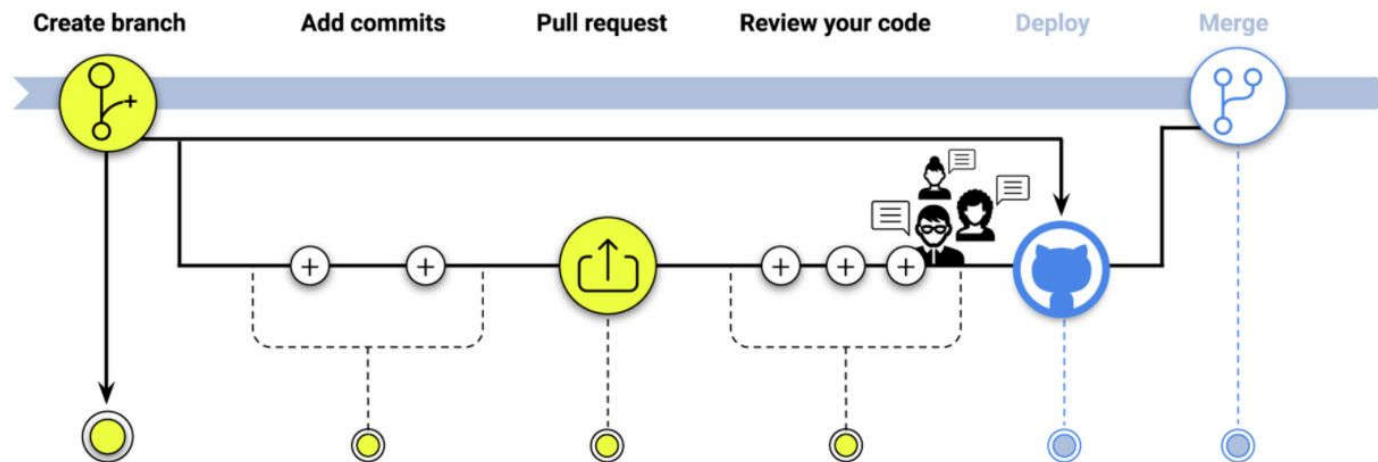 Create branch
Add commits
Pull request
Review your code
Deploy
Merge